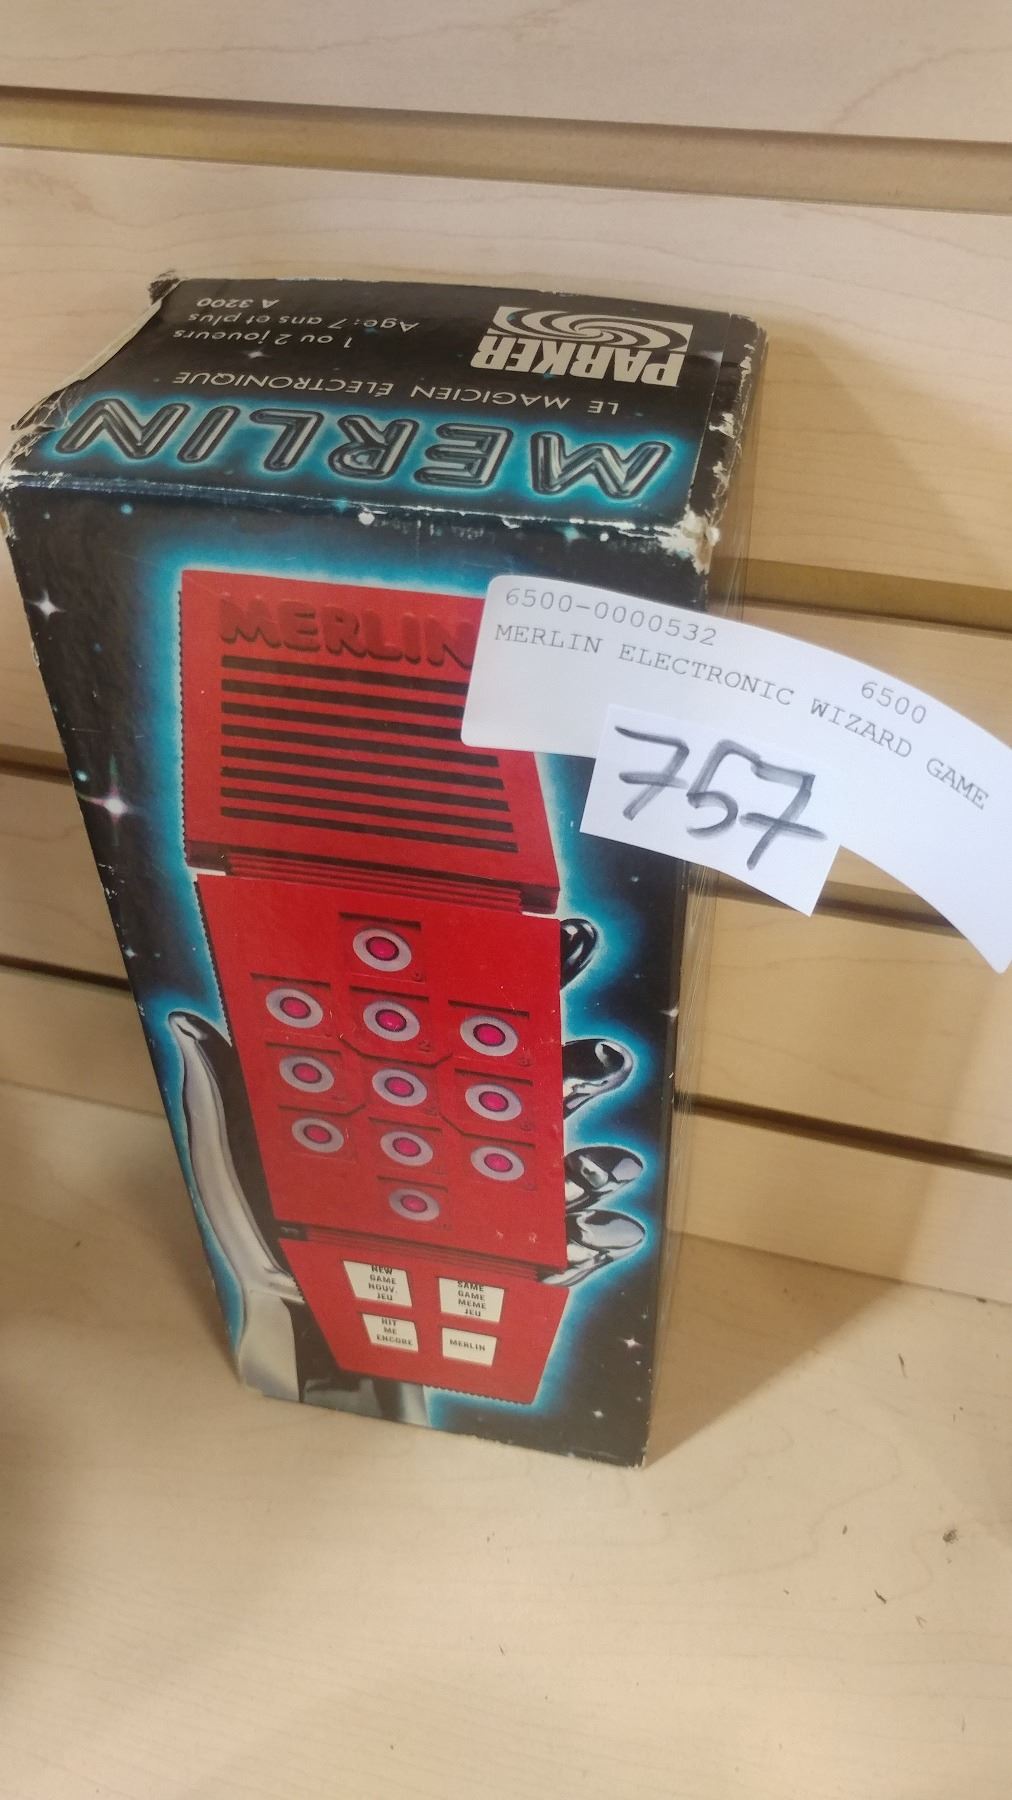 PARKER
1 ou 2 joueurs
Age: 7 ans et plus
A 3200
LE MAGICIEN ÉLECTRONIQUE
MERLIN
MERLIN
6500-0000532
6500
MERLIN ELECTRONIC WIZARD GAME
757
NEW
GAME
NOUV.
JEU
SAME
GAME
MEME
JEU
HIT
ME
ENCORE
MERLIN